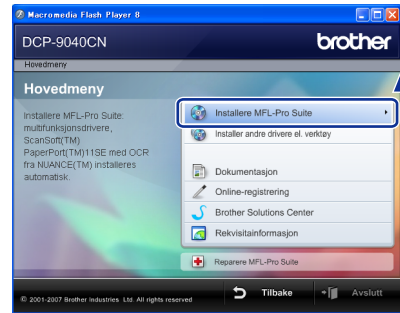 Macromedia Flash Player 8
DCP-9040CN
brother
Hovedmeny
Hovedmeny
Installere MFL-Pro Suite:
multifunksjonsdrivere,
ScanSoft(TM)
PaperPort(TM)11SE med OCR
fra NUANCE(TM) installeres
automatisk.
Installere MFL-Pro Suite
Installer andre drivere el. verktøy
Dokumentasjon
Online-registrering
Brother Solutions Center
Rekvisitainformasjon
Reparere MFL-Pro Suite
© 2001-2007 Brother Industries Ltd. All rights reserved
Tilbake
Avslutt